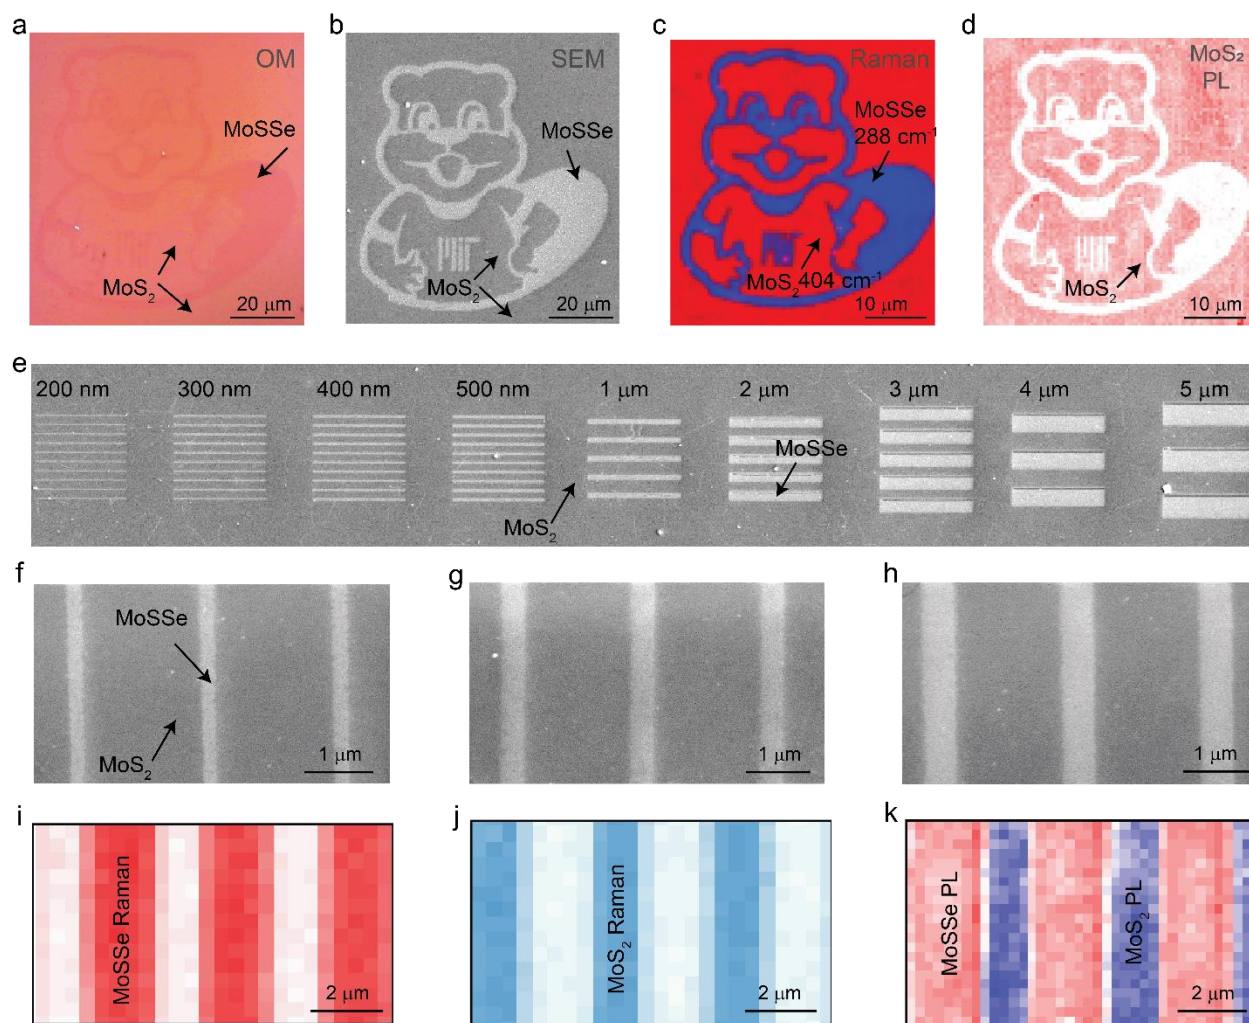 a
OM
MoSSe
MoS₂
20 μm
b
SEM
MoSSe
MoS₂
20 μm
c
Raman
MoSSe
288 cm⁻¹
MIT
MoS₂ 404 cm⁻¹
10 μm
d
MoS₂
PL
MoS₂
10 μm
e
200 nm
300 nm
400 nm
500 nm
1 μm
2 μm
3 μm
4 μm
5 μm
MoSSe
MoS₂
f
MoSSe
MoS₂
1 μm
g
1 μm
h
1 μm
i
MoSSe Raman
2 μm
j
MoS₂ Raman
2 μm
k
MoSSe PL
MoS₂ PL
2 μm